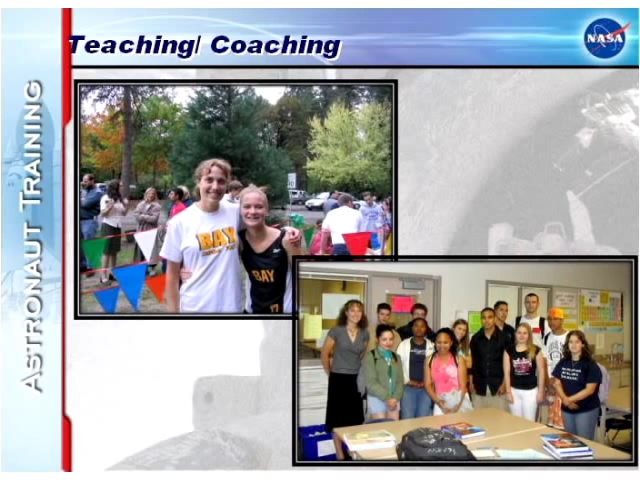 Teaching/ Coaching
NASA
ASTRONAUT TRAINING
BAY
BAY